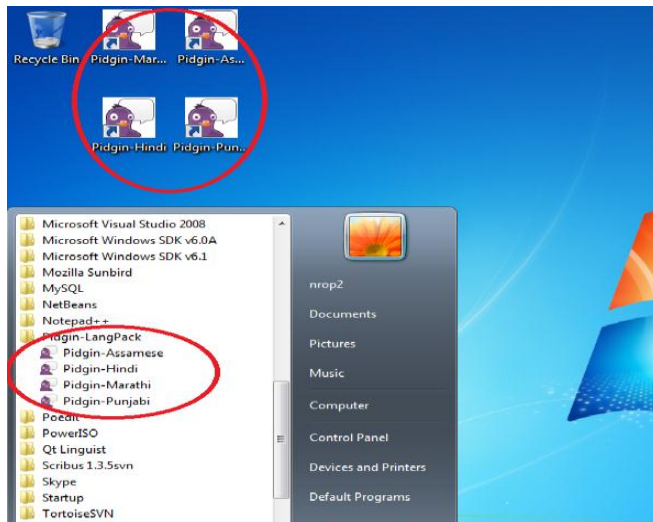 Recycle Bin Pidgin-Mar... Pidgin-As...
Pidgin-Hindi Pidgin-Pun...
Microsoft Visual Studio 2008
Microsoft Windows SDK v6.0A
Microsoft Windows SDK v6.1
Mozilla Sunbird
MySQL
NetBeans
Notepad++
Pidgin-LangPack
Pidgin-Assamese
Pidgin-Hindi
Pidgin-Marathi
Pidgin-Punjabi
Poedit
PowerISO
Qt Linguist
Scribus 1.3.5svn
Skype
Startup
TortoiseSVN
nrop2
Documents
Pictures
Music
Computer
Control Panel
Devices and Printers
Default Programs